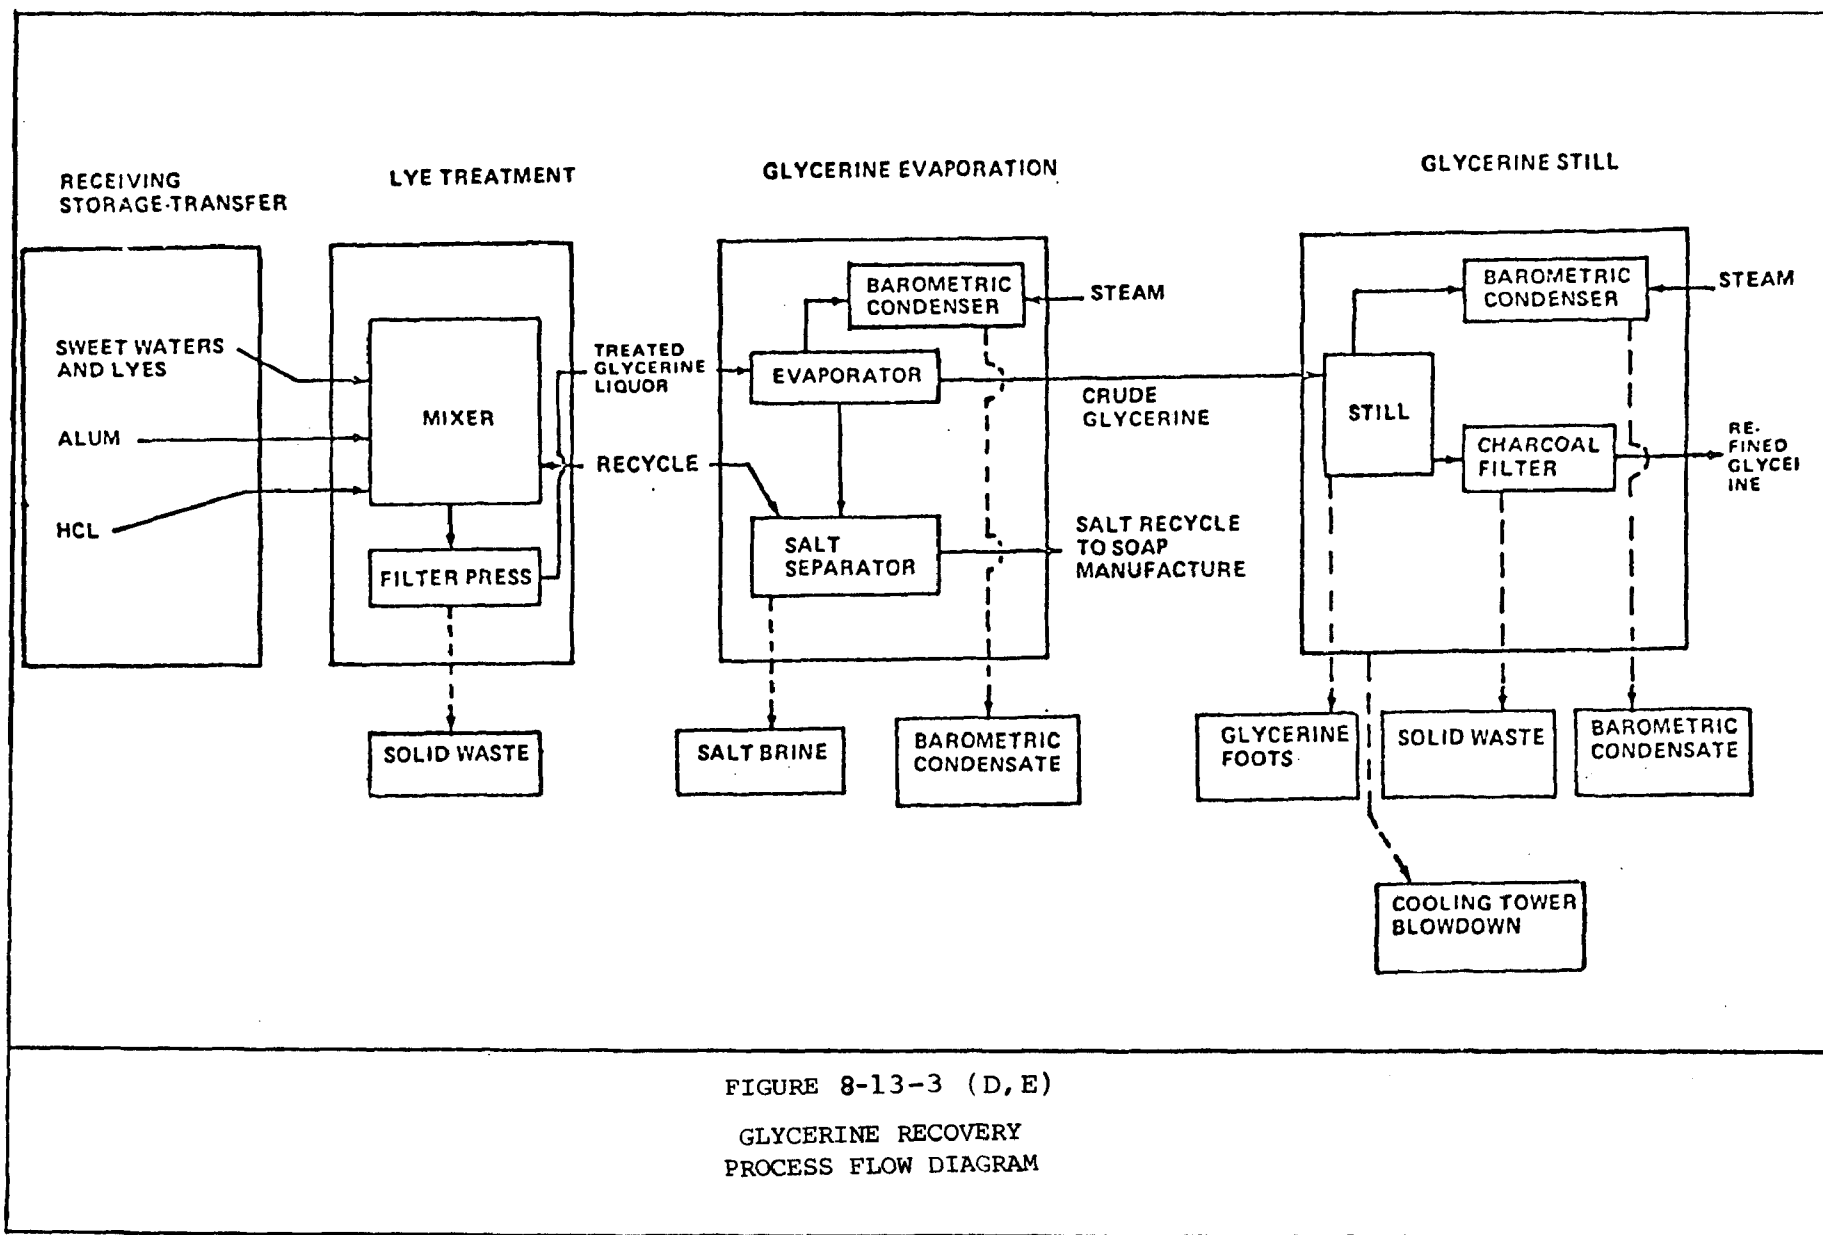 RECEIVING
STORAGE-TRANSFER
LYE TREATMENT
GLYCERINE EVAPORATION
GLYCERINE STILL
SWEET WATERS
AND LYES
ALUM
HCL
MIXER
FILTER PRESS
SOLID WASTE
TREATED
GLYCERINE
LIQUOR
RECYCLE
BAROMETRIC
CONDENSER
STEAM
EVAPORATOR
SALT
SEPARATOR
CRUDE
GLYCERINE
SALT RECYCLE
TO SOAP
MANUFACTURE
SALT BRINE
BAROMETRIC
CONDENSATE
BAROMETRIC
CONDENSER
STEAM
STILL
CHARCOAL
FILTER
RE-
FINED
GLYCEI
INE
GLYCERINE
FOOTS
SOLID WASTE
BAROMETRIC
CONDENSATE
COOLING TOWER
BLOWDOWN
FIGURE 8-13-3 (D,E)
GLYCERINE RECOVERY
PROCESS FLOW DIAGRAM